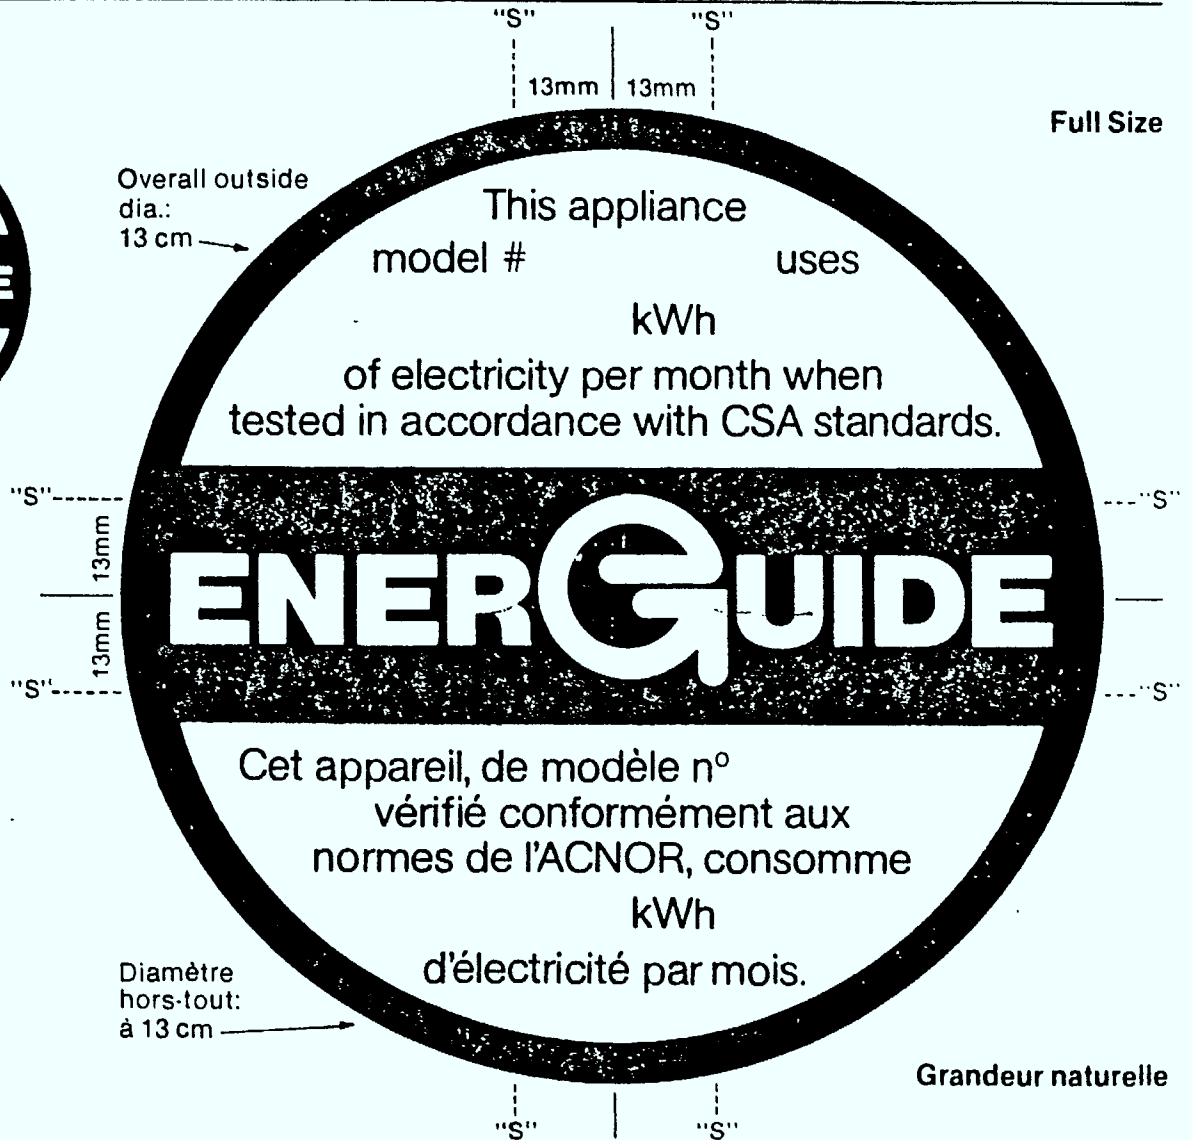 "S" "S"
13mm 13mm
Full Size
Overall outside
dia.:
13 cm
This appliance
model # uses
kWh
of electricity per month when
tested in accordance with CSA standards.
"S" "S"
13mm
ENERGUIDE
13mm
"S" "S"
Cet appareil, de modèle nº
vérifié conformément aux
normes de l'ACNOR, consomme
kWh
d'électricité par mois.
Diamètre
hors-tout:
à 13 cm
Grandeur naturelle
"S" "S"